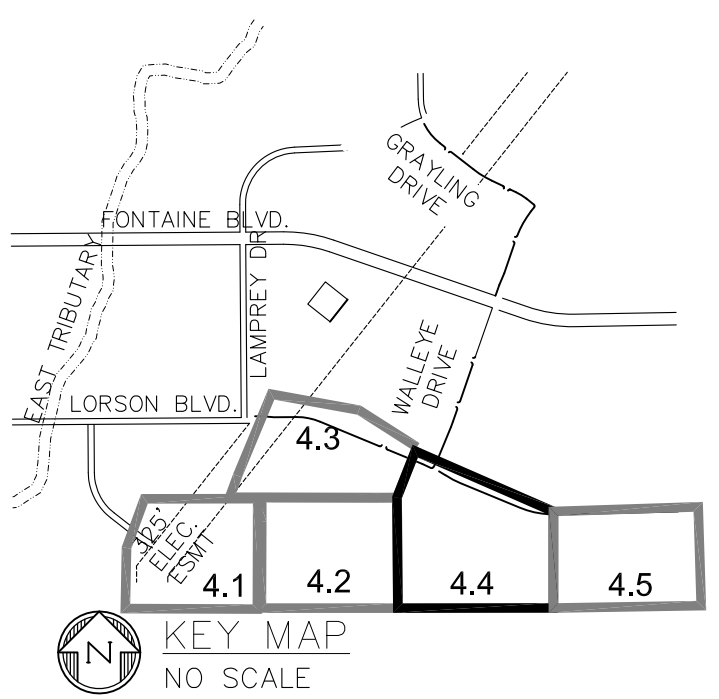 GRAYLING
DRIVE
FONTAINE BLVD.
EAST TRIBUTARY
LAMPREY DR
WALLEYE
DRIVE
LORSON BLVD.
4.3
325'
ELEC.
ESMT
4.1
4.2
4.4
4.5
N
KEY MAP
NO SCALE